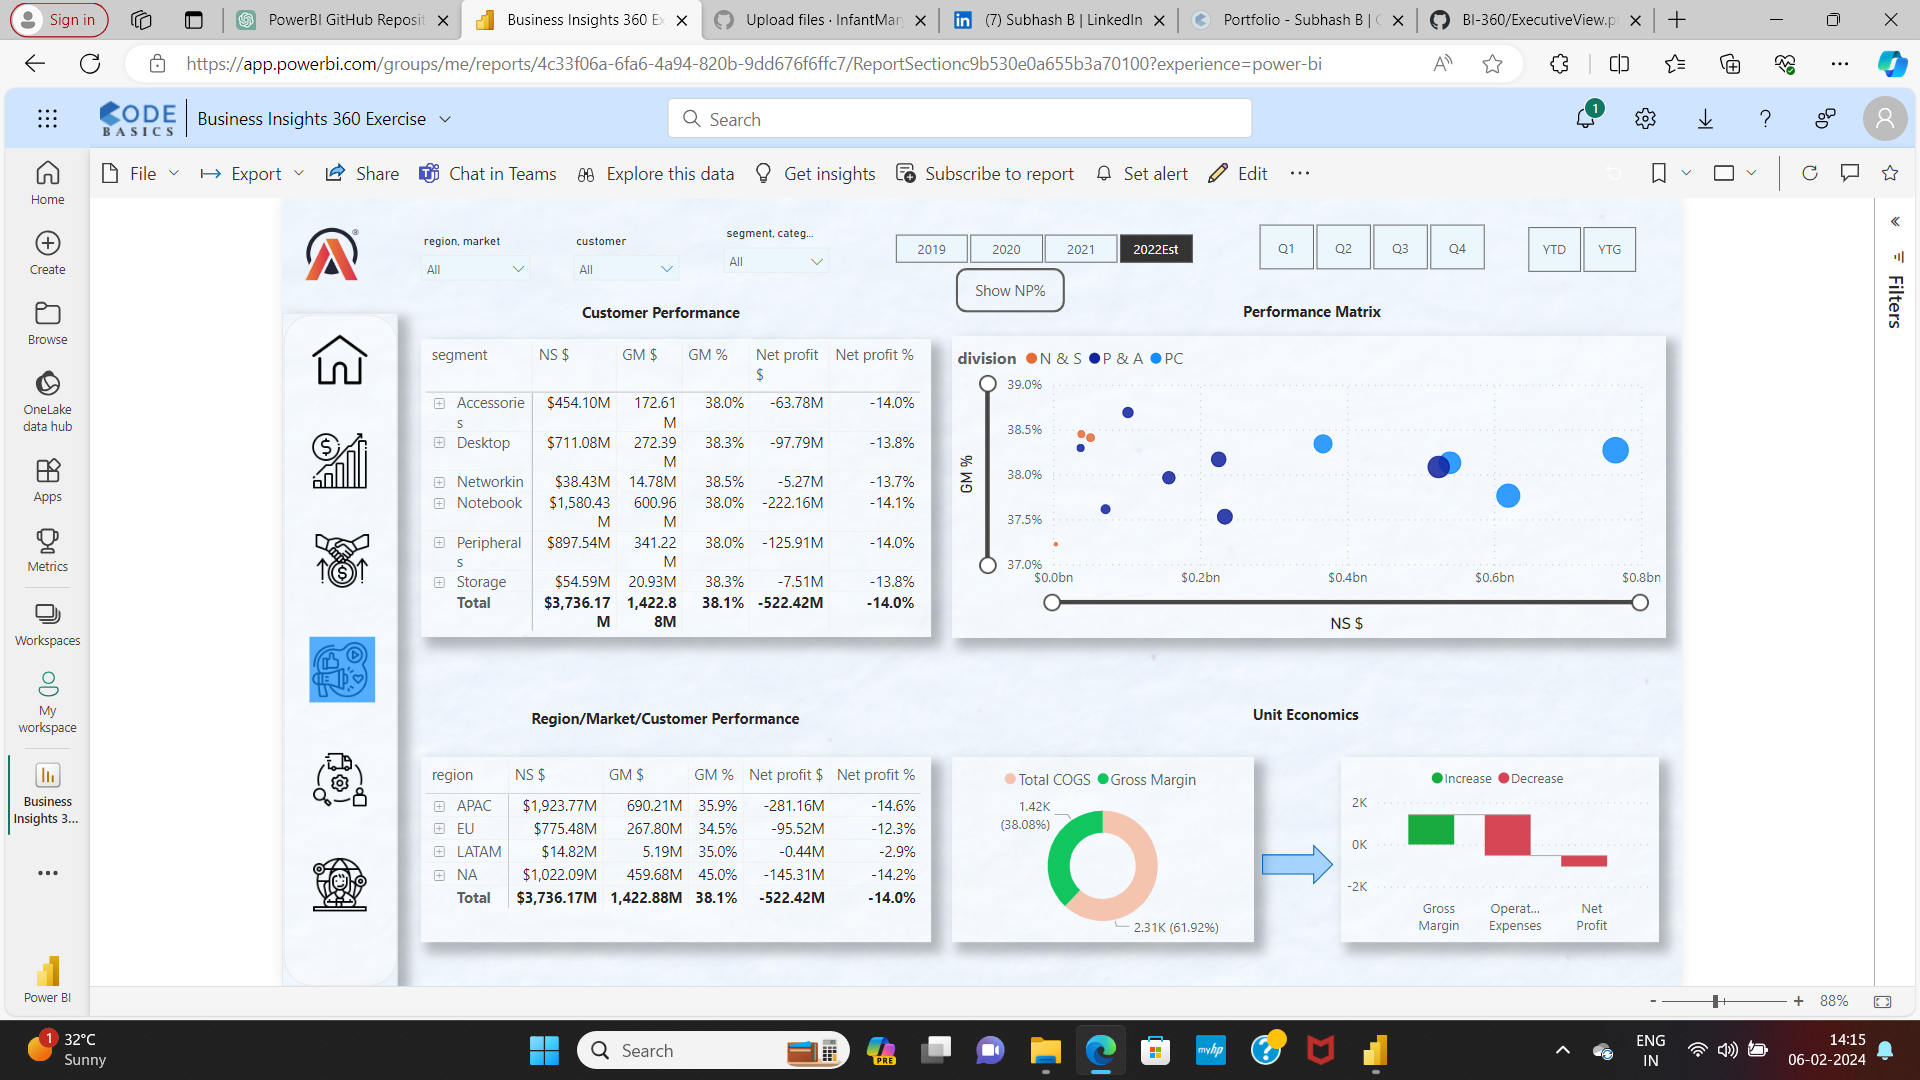 Sign in
PowerBI GitHub Reposit
Business Insights 360 Ex
Upload files · InfantMar
(7) Subhash B | LinkedIn
Portfolio - Subhash B |
BI-360/ExecutiveView.p
https://app.powerbi.com/groups/me/reports/4c33f06a-6fa6-4a94-820b-9dd676f6ffc7/ReportSectionc9b530e0a655b3a70100?experience=power-bi
CODE
BASICS
Business Insights 360 Exercise
Search
1
File
Export
Share
Chat in Teams
Explore this data
Get insights
Subscribe to report
Set alert
Edit
Home
Create
Browse
OneLake
data hub
Apps
Metrics
Workspaces
My
workspace
Business
Insights 3...
Power BI
Filters
region, market
All
customer
All
segment, categ...
All
2019
2020
2021
2022Est
Q1
Q2
Q3
Q4
YTD
YTG
Show NP%
Customer Performance
segment NS $ GM $ GM % Net profit
$ Net profit %
Accessorie
s $454.10M 172.61
M 38.0% -63.78M -14.0%
Desktop $711.08M 272.39
M 38.3% -97.79M -13.8%
Networkin $38.43M 14.78M 38.5% -5.27M -13.7%
Notebook $1,580.43
M 600.96
M 38.0% -222.16M -14.1%
Peripheral
s $897.54M 341.22
M 38.0% -125.91M -14.0%
Storage $54.59M 20.93M 38.3% -7.51M -13.8%
Total $3,736.17
M 1,422.8
8M 38.1% -522.42M -14.0%
Performance Matrix
division N & S P & A PC
GM %
39.0%
38.5%
38.0%
37.5%
37.0%
$0.0bn
$0.2bn
$0.4bn
$0.6bn
$0.8bn
NS $
Region/Market/Customer Performance
region NS $ GM $ GM % Net profit $ Net profit %
APAC $1,923.77M 690.21M 35.9% -281.16M -14.6%
EU $775.48M 267.80M 34.5% -95.52M -12.3%
LATAM $14.82M 5.19M 35.0% -0.44M -2.9%
NA $1,022.09M 459.68M 45.0% -145.31M -14.2%
Total $3,736.17M 1,422.88M 38.1% -522.42M -14.0%
Unit Economics
Total COGS Gross Margin
1.42K
(38.08%)
2.31K (61.92%)
Increase Decrease
2K
0K
-2K
Gross
Margin
Operat...
Expenses
Net
Profit
- + 88%
1
32°C
Sunny
Search
PRE
myhp
ENG
IN
14:15
06-02-2024